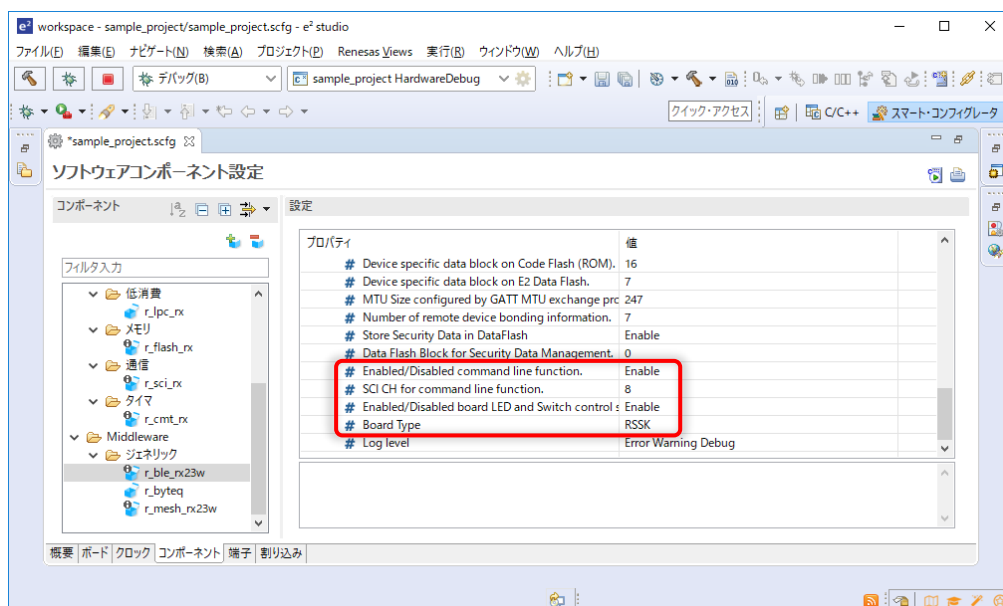 workspace - sample_project/sample_project.scfg - e² studio
ファイル(F) 編集(E) ナビゲート(N) 検索(A) プロジェクト(P) Renesas Views 実行(R) ウィンドウ(W) ヘルプ(H)
デバッグ(B) sample_project HardwareDebug
クイック・アクセス C/C++ スマート・コンフィグレータ
*sample_project.scfg
ソフトウェアコンポーネント設定
コンポーネント
設定
フィルタ入力
低消費
r_lpc_rx
メモリ
r_flash_rx
通信
r_sci_rx
タイマ
r_cmt_rx
Middleware
ジェネリック
r_ble_rx23w
r_byteq
r_mesh_rx23w
プロパティ 値
# Device specific data block on Code Flash (ROM). 16
# Device specific data block on E2 Data Flash. 7
# MTU Size configured by GATT MTU exchange prc 247
# Number of remote device bonding information. 7
# Store Security Data in DataFlash Enable
# Data Flash Block for Security Data Management. 0
# Enabled/Disabled command line function. Enable
# SCI CH for command line function. 8
# Enabled/Disabled board LED and Switch control s Enable
# Board Type RSSK
# Log level Error Warning Debug
概要 ボード クロック コンポーネント 端子 割り込み